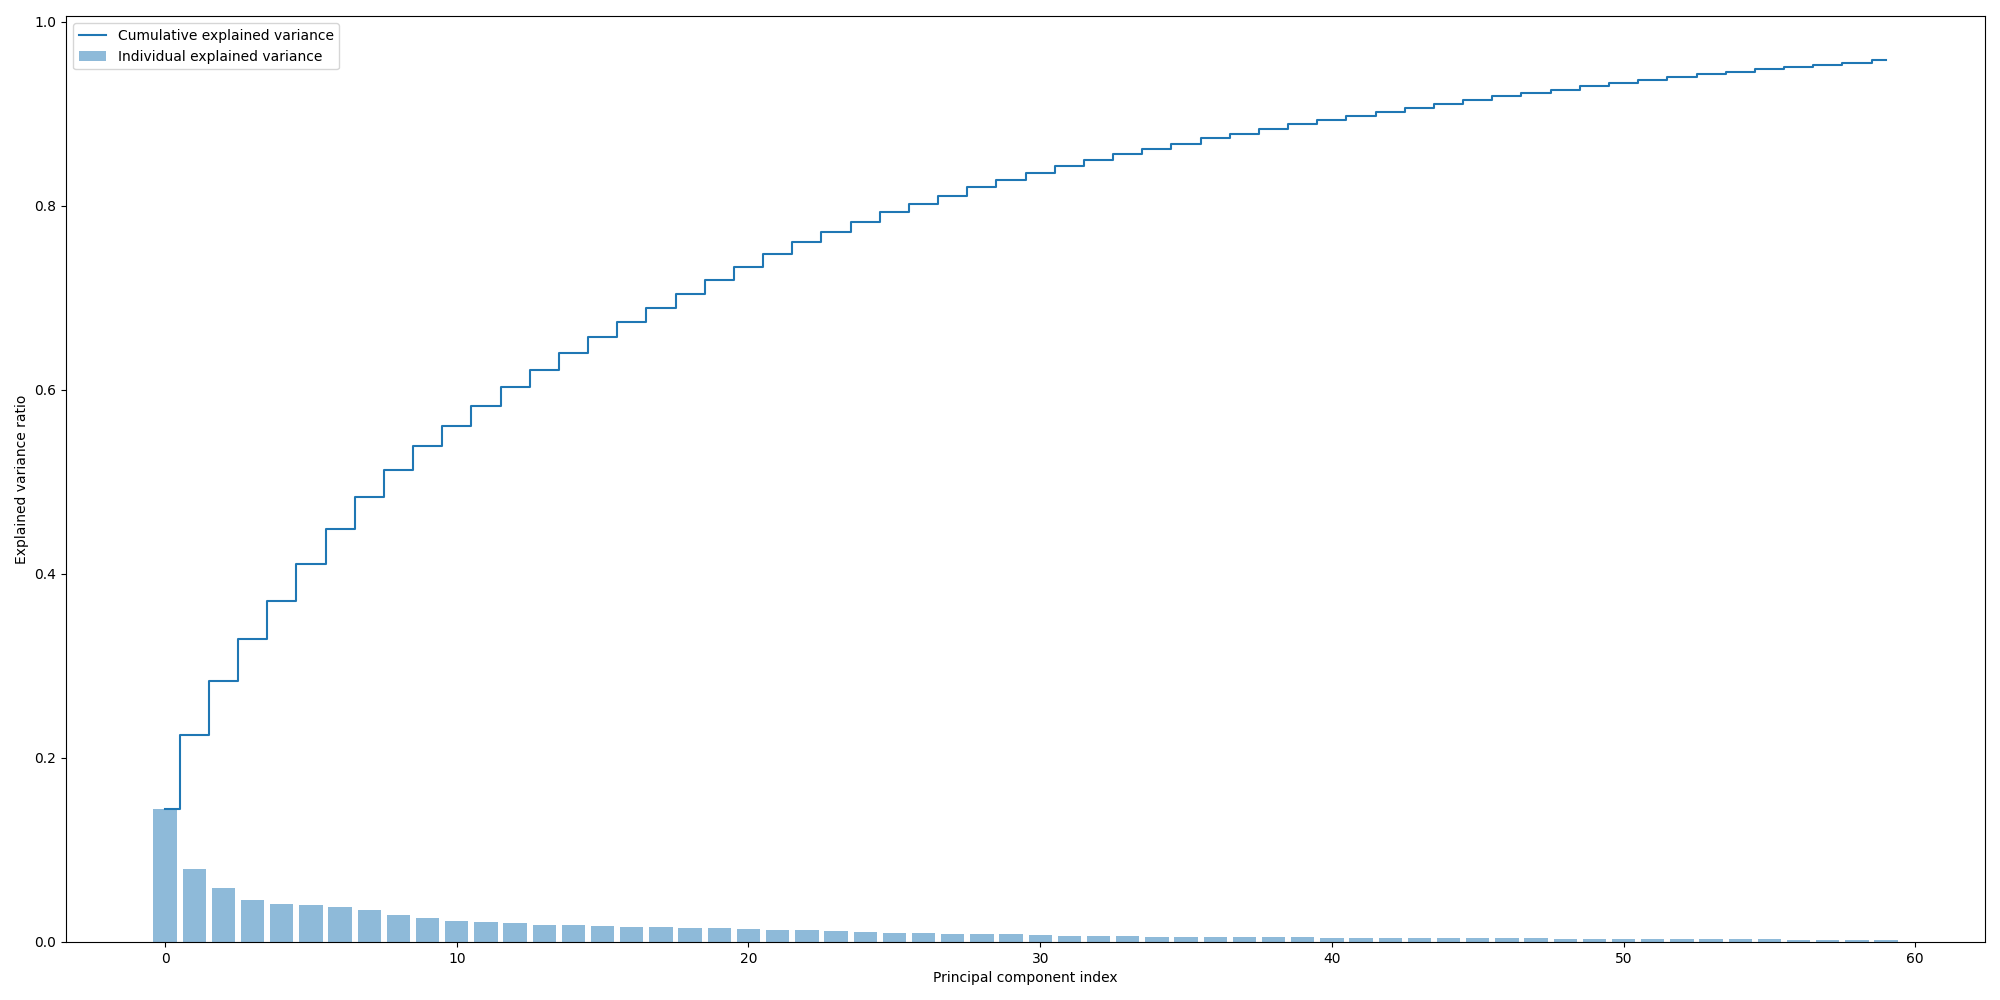 1.0
0.8
0.6
0.4
0.2
0.0
Explained variance ratio
Cumulative explained variance
Individual explained variance
0 10 20 30 40 50 60
Principal component index